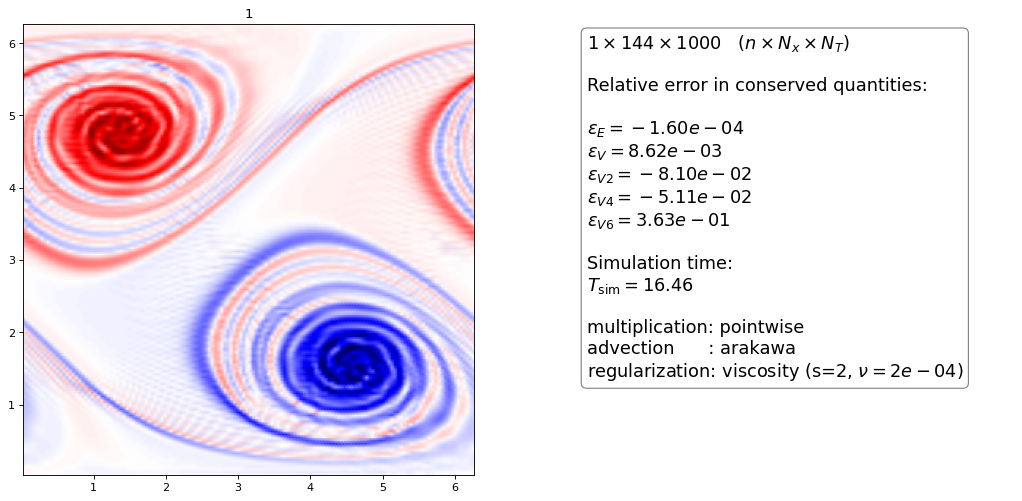 1
6
5
4
3
2
1
1 2 3 4 5 6
1 × 144 × 1000 (n × N_x × N_T)
Relative error in conserved quantities:
ε_E = −1.60e − 04
ε_V = 8.62e − 03
ε_V2 = −8.10e − 02
ε_V4 = −5.11e − 02
ε_V6 = 3.63e − 01
Simulation time:
T_sim = 16.46
multiplication: pointwise
advection : arakawa
regularization: viscosity (s=2, ν = 2e − 04)